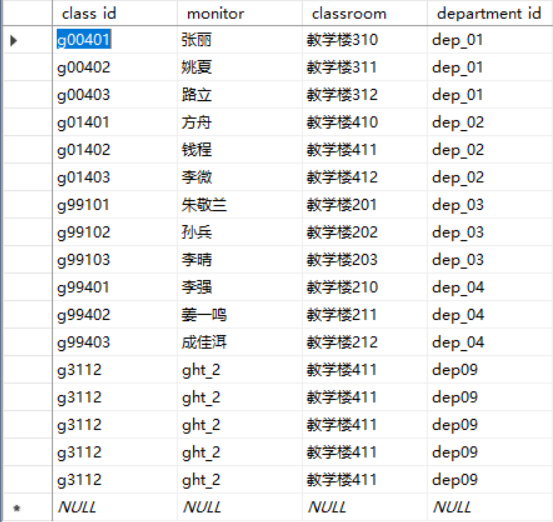 class id monitor classroom department id
g00401 张丽 教学楼310 dep_01
g00402 姚夏 教学楼311 dep_01
g00403 路立 教学楼312 dep_01
g01401 方舟 教学楼410 dep_02
g01402 钱程 教学楼411 dep_02
g01403 李微 教学楼412 dep_02
g99101 朱敬兰 教学楼201 dep_03
g99102 孙兵 教学楼202 dep_03
g99103 李晴 教学楼203 dep_03
g99401 李强 教学楼210 dep_04
g99402 姜一鸣 教学楼211 dep_04
g99403 成佳洱 教学楼212 dep_04
g3112 ght_2 教学楼411 dep09
g3112 ght_2 教学楼411 dep09
g3112 ght_2 教学楼411 dep09
g3112 ght_2 教学楼411 dep09
g3112 ght_2 教学楼411 dep09
NULL NULL NULL NULL